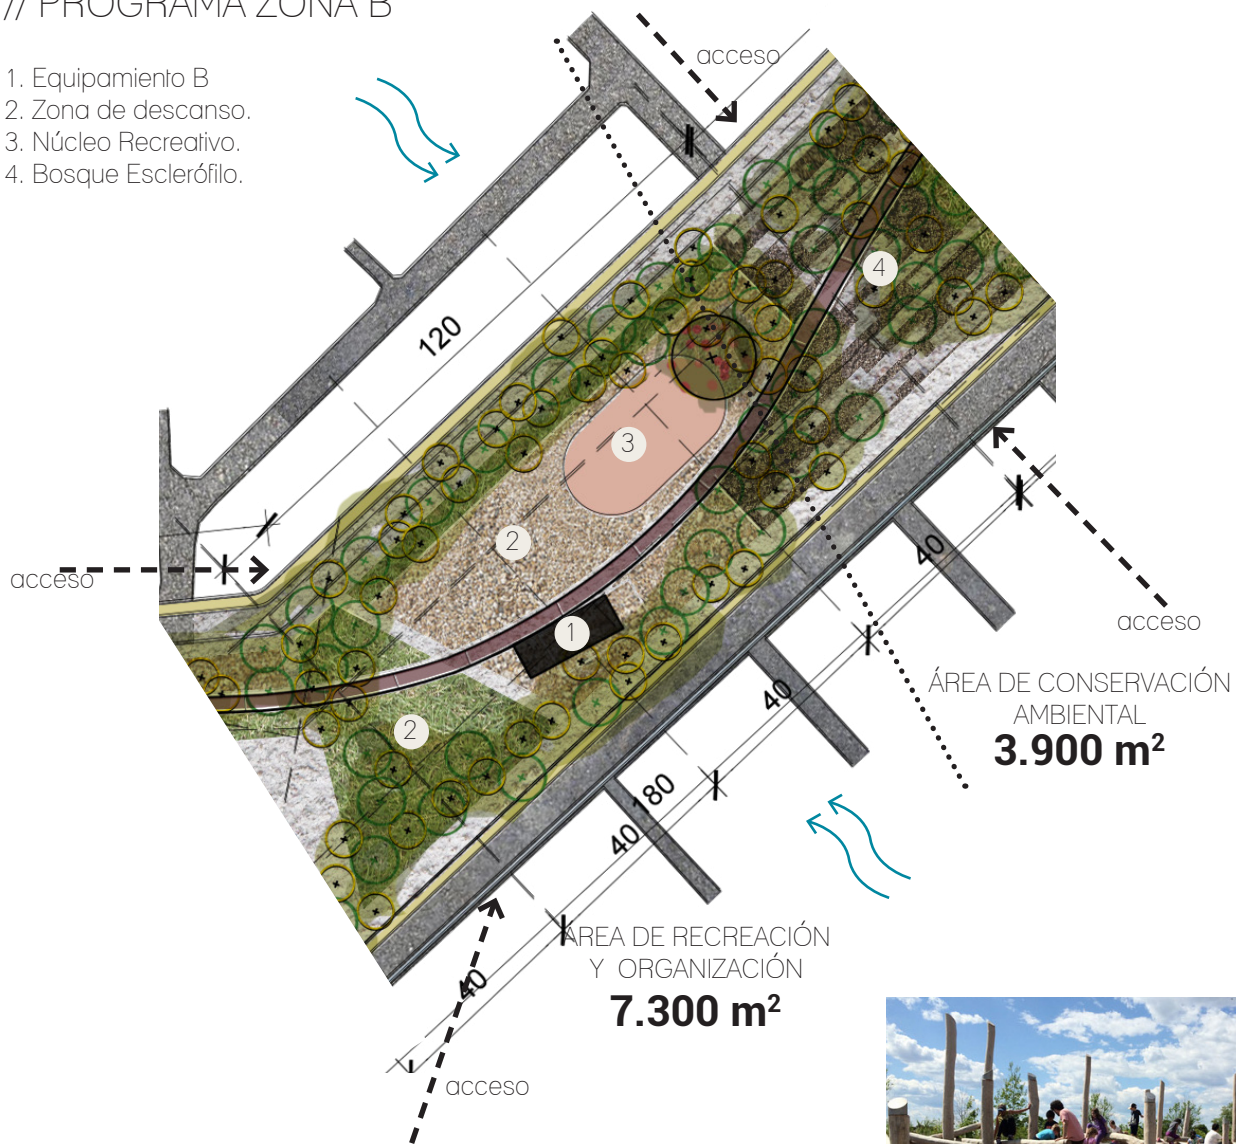 // PROGRAMA ZONA B
1. Equipamiento B
2. Zona de descanso.
3. Núcleo Recreativo.
4. Bosque Esclerófilo.
acceso
4
120
3
2
acceso
40
1
acceso
40
2
ÁREA DE CONSERVACIÓN
AMBIENTAL
3.900 m²
180
40
ÁREA DE RECREACIÓN
Y ORGANIZACIÓN
7.300 m²
40
acceso